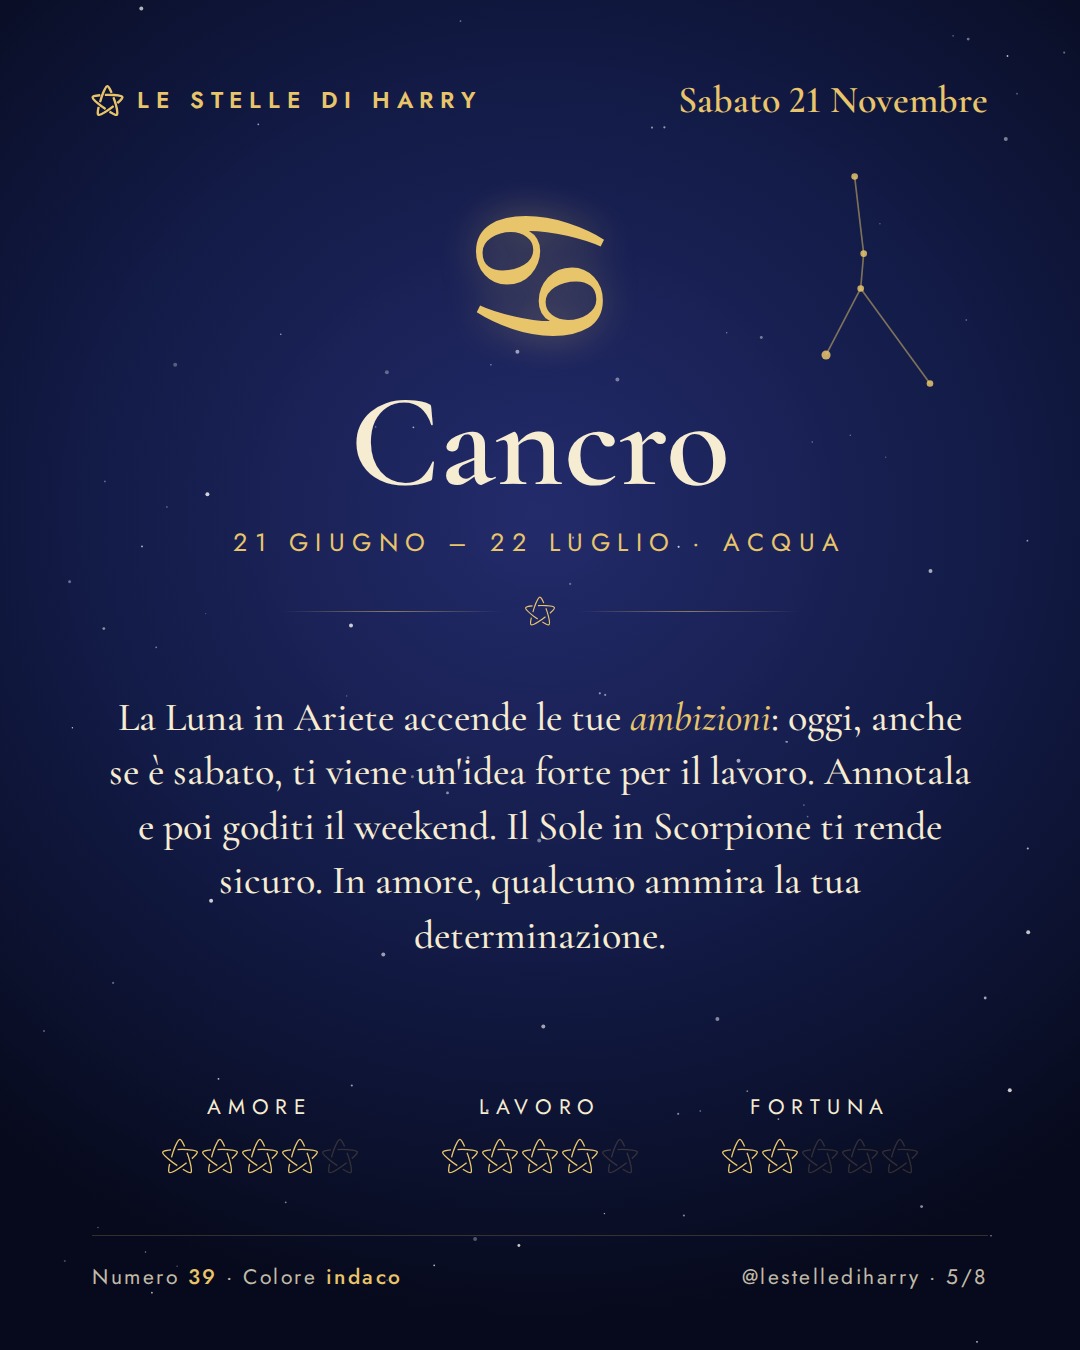 LE STELLE DI HARRY
Sabato 21 Novembre
Cancro
21 GIUGNO – 22 LUGLIO · ACQUA
La Luna in Ariete accende le tue ambizioni: oggi, anche
se è sabato, ti viene un'idea forte per il lavoro. Annotala
e poi goditi il weekend. Il Sole in Scorpione ti rende
sicuro. In amore, qualcuno ammira la tua
determinazione.
AMORE
LAVORO
FORTUNA
Numero 39 · Colore indaco
@lestellediharry · 5/8